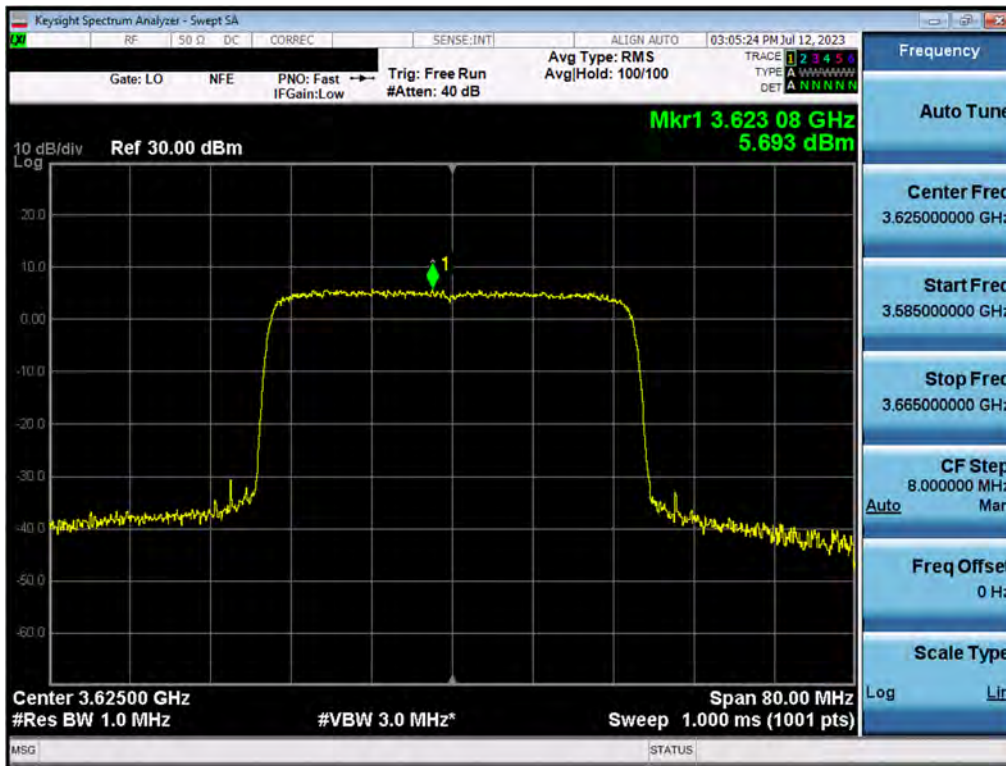 Keysight Spectrum Analyzer - Swept SA
LXI RF 50 Ω DC CORREC SENSE:INT ALIGN AUTO 03:05:24 PM Jul 12, 2023
Gate: LO NFE PNO: Fast Trig: Free Run Avg Type: RMS TRACE 1 2 3 4 5 6
IFGain:Low #Atten: 40 dB Avg|Hold: 100/100 TYPE A WWWWW
DET A N N N N N
Mkr1 3.623 08 GHz
5.693 dBm
10 dB/div Ref 30.00 dBm
Log
20.0
1
10.0
0.00
-10.0
-20.0
-30.0
-40.0
-50.0
-60.0
Center 3.62500 GHz Span 80.00 MHz
#Res BW 1.0 MHz #VBW 3.0 MHz* Sweep 1.000 ms (1001 pts)
MSG STATUS
Frequency
Auto Tune
Center Freq
3.625000000 GHz
Start Freq
3.585000000 GHz
Stop Freq
3.665000000 GHz
CF Step
8.000000 MHz
Auto Man
Freq Offset
0 Hz
Scale Type
Log Lin